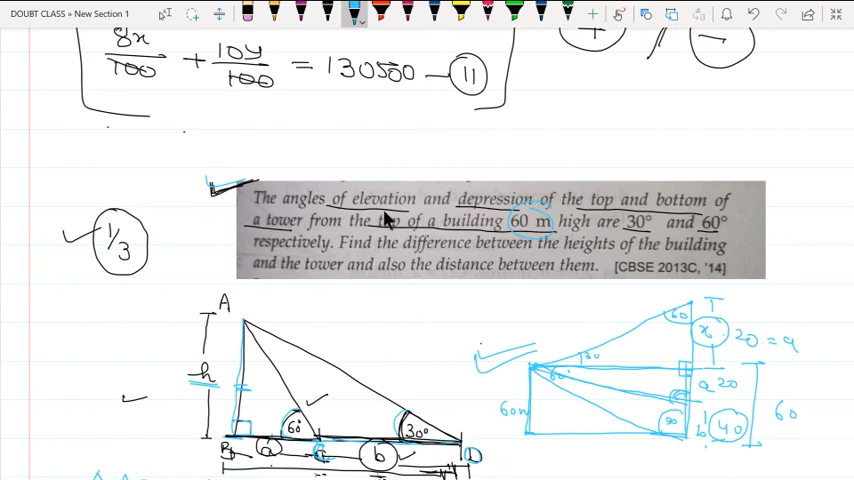 DOUBT CLASS » New Section 1
8x/100 + 10y/100 = 130500 — 11
+
The angles of elevation and depression of the top and bottom of
a tower from the top of a building 60 m high are 30° and 60°
respectively. Find the difference between the heights of the building
and the tower and also the distance between them. [CBSE 2013C, '14]
1/3
A
h
60°
30°
B
a
b
D
T
60
x
20 = a
30
60°
a 20
60m
b
40
60